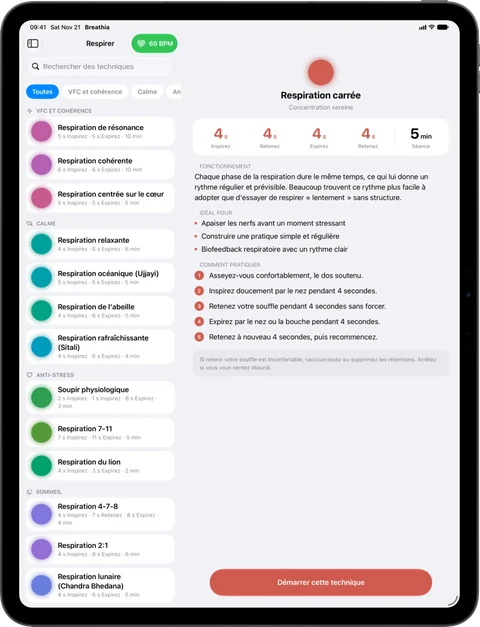 09:41 Sat Nov 21 Breathia
Respirer
69 BPM
Rechercher des techniques
Toutes
VFC et cohérence
Calme
An
VFC ET COHÉRENCE
Respiration de résonance
5 s Inspirez · 5 s Expirez · 10 min
Respiration cohérente
6 s Inspirez · 6 s Expirez · 10 min
Respiration centrée sur le cœur
5 s Inspirez · 5 s Expirez · 5 min
CALME
Respiration relaxante
4 s Inspirez · 6 s Expirez · 6 min
Respiration océanique (Ujjayi)
5 s Inspirez · 5 s Expirez · 5 min
Respiration de l'abeille
4 s Inspirez · 6 s Expirez · 5 min
Respiration rafraîchissante
(Sitali)
4 s Inspirez · 6 s Expirez · 4 min
ANTI-STRESS
Soupir physiologique
2 s Inspirez · 1 s Inspirez · 6 s Expirez ·
3 min
Respiration 7-11
7 s Inspirez · 11 s Expirez · 5 min
Respiration du lion
4 s Inspirez · 3 s Expirez · 2 min
SOMMEIL
Respiration 4-7-8
4 s Inspirez · 7 s Retenez · 8 s Expirez ·
4 min
Respiration 2:1
4 s Inspirez · 8 s Expirez · 6 min
Respiration lunaire
(Chandra Bhedana)
4 s Inspirez · 6 s Expirez · 5 min
Respiration carrée
Concentration sereine
4 s
Inspirez
4 s
Retenez
4 s
Expirez
4 s
Retenez
5 min
Séance
FONCTIONNEMENT
Chaque phase de la respiration dure le même temps, ce qui lui donne un
rythme régulier et prévisible. Beaucoup trouvent ce rythme plus facile à
adopter que d'essayer de respirer « lentement » sans structure.
IDÉAL POUR
• Apaiser les nerfs avant un moment stressant
• Construire une pratique simple et régulière
• Biofeedback respiratoire avec un rythme clair
COMMENT PRATIQUER
1 Asseyez-vous confortablement, le dos soutenu.
2 Inspirez doucement par le nez pendant 4 secondes.
3 Retenez votre souffle pendant 4 secondes sans forcer.
4 Expirez par le nez ou la bouche pendant 4 secondes.
5 Retenez à nouveau 4 secondes, puis recommencez.
Si retenir votre souffle est inconfortable, raccourcissez ou supprimez les rétentions. Arrêtez
si vous vous sentez étourdi.
Démarrer cette technique